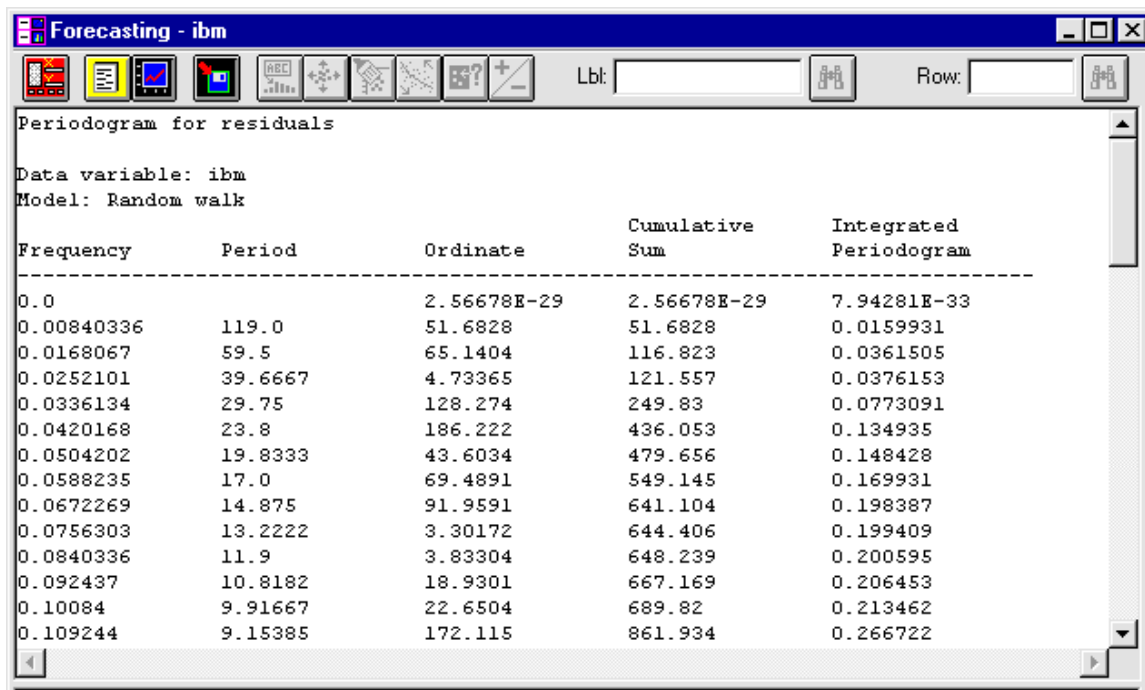 Forecasting - ibm
ABC Lbl: Row:
Periodogram for residuals
Data variable: ibm
Model: Random walk
Cumulative Integrated
Frequency Period Ordinate Sum Periodogram
--------------------------------------------------------------------------------
0.0 2.56678E-29 2.56678E-29 7.94281E-33
0.00840336 119.0 51.6828 51.6828 0.0159931
0.0168067 59.5 65.1404 116.823 0.0361505
0.0252101 39.6667 4.73365 121.557 0.0376153
0.0336134 29.75 128.274 249.83 0.0773091
0.0420168 23.8 186.222 436.053 0.134935
0.0504202 19.8333 43.6034 479.656 0.148428
0.0588235 17.0 69.4891 549.145 0.169931
0.0672269 14.875 91.9591 641.104 0.198387
0.0756303 13.2222 3.30172 644.406 0.199409
0.0840336 11.9 3.83304 648.239 0.200595
0.092437 10.8182 18.9301 667.169 0.206453
0.10084 9.91667 22.6504 689.82 0.213462
0.109244 9.15385 172.115 861.934 0.266722